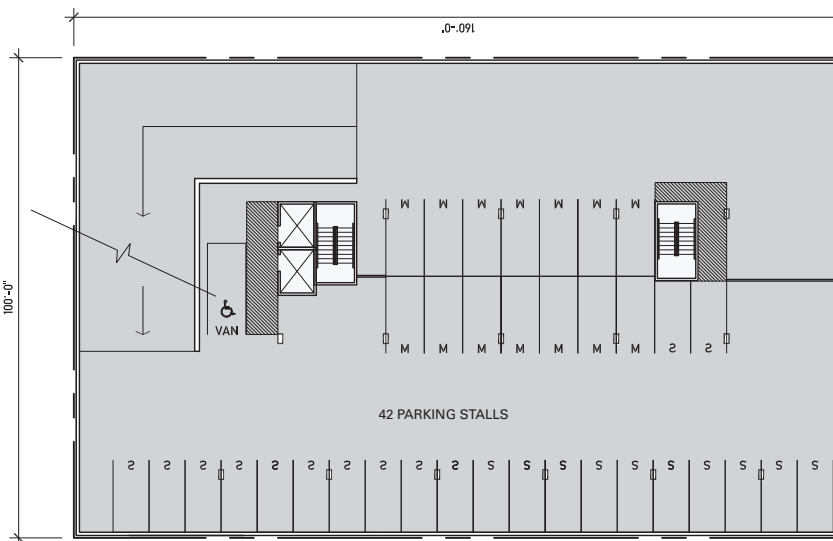 160'-0"
100'-0"
M M M M M M M
VAN
M M M M M M M S S
42 PARKING STALLS
S S S S S S S S S S S S S S S S S S S S